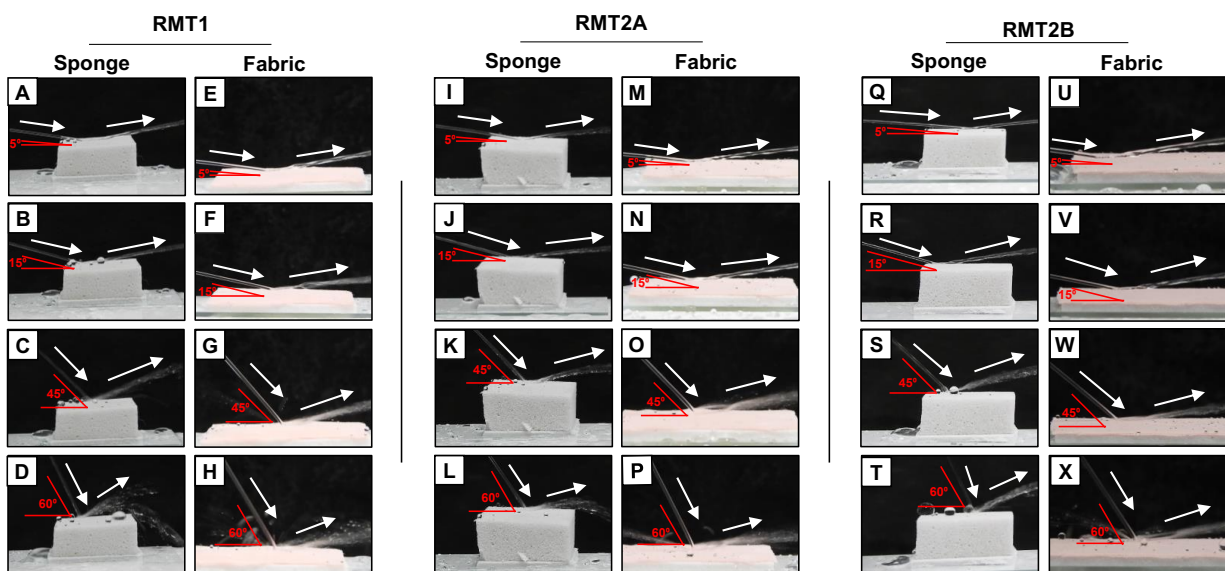 RMT1 RMT2A RMT2B
Sponge Fabric Sponge Fabric Sponge Fabric
A E I M Q U
5º 5º 5º 5º 5º 5º
B F J N R V
15º 15º 15º 15º 15º 15º
C G K O S W
45º 45º 45º 45º 45º 45º
D H L P T X
60º 60º 60º 60º 60º 60º